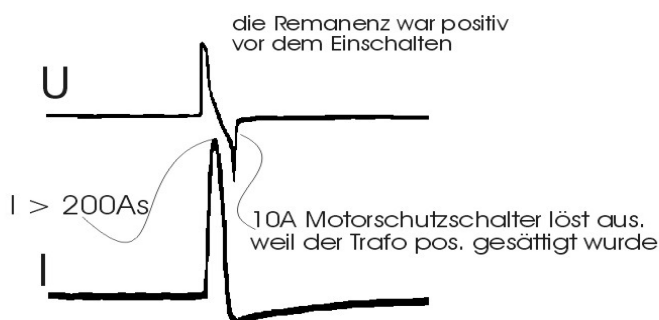 die Remanenz war positiv
vor dem Einschalten
U
I > 200As
10A Motorschutzschalter löst aus.
weil der Trafo pos. gesättigt wurde
I